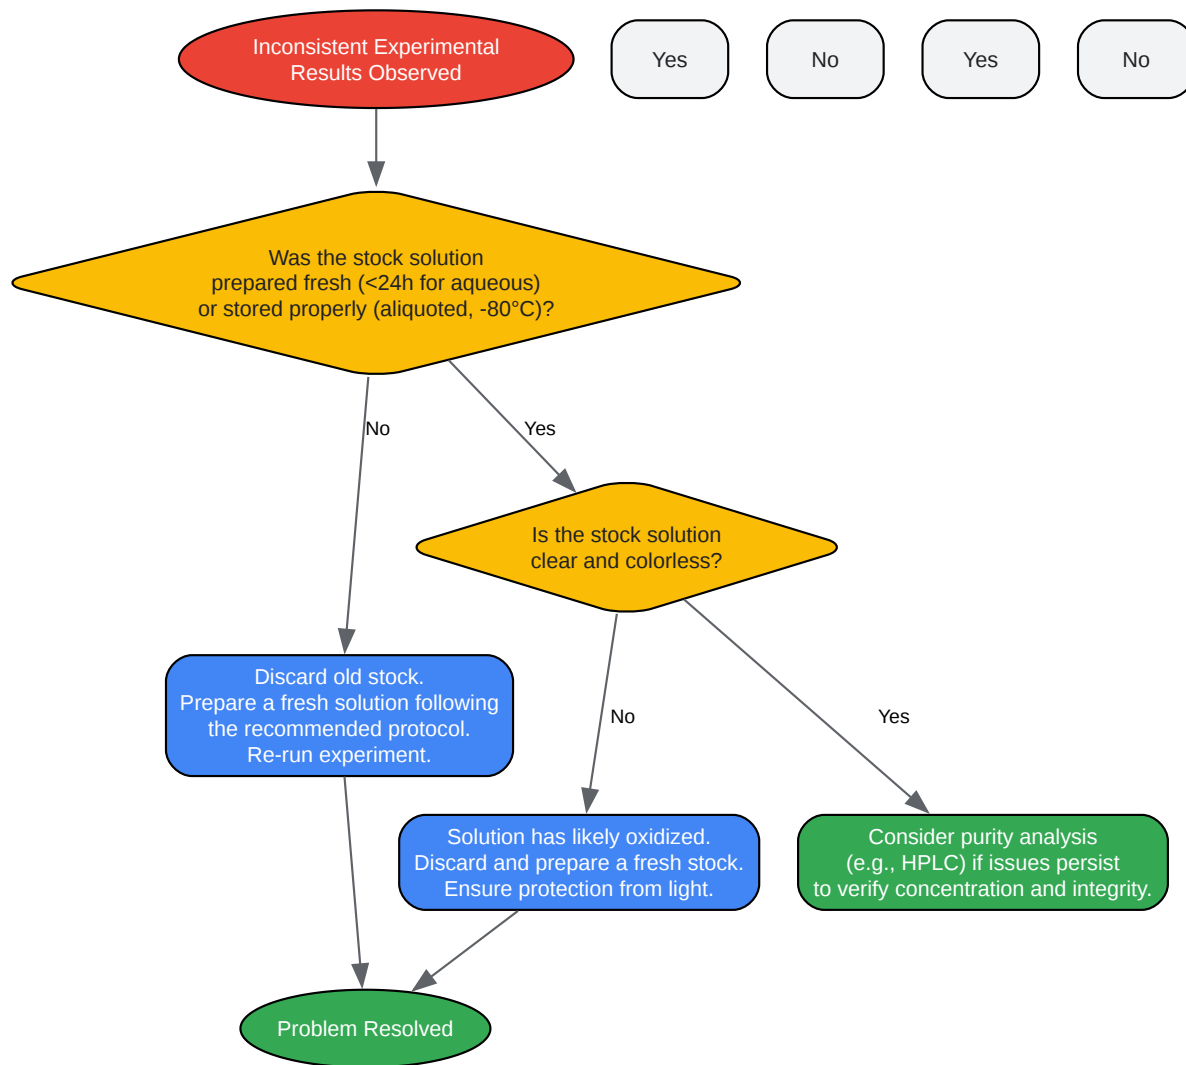 Inconsistent Experimental
Results Observed
Yes
No
Yes
No
Was the stock solution
prepared fresh (<24h for aqueous)
or stored properly (aliquoted, -80°C)?
No
Yes
Is the stock solution
clear and colorless?
Discard old stock.
Prepare a fresh solution following
the recommended protocol.
Re-run experiment.
No
Yes
Solution has likely oxidized.
Discard and prepare a fresh stock.
Ensure protection from light.
Consider purity analysis
(e.g., HPLC) if issues persist
to verify concentration and integrity.
Problem Resolved